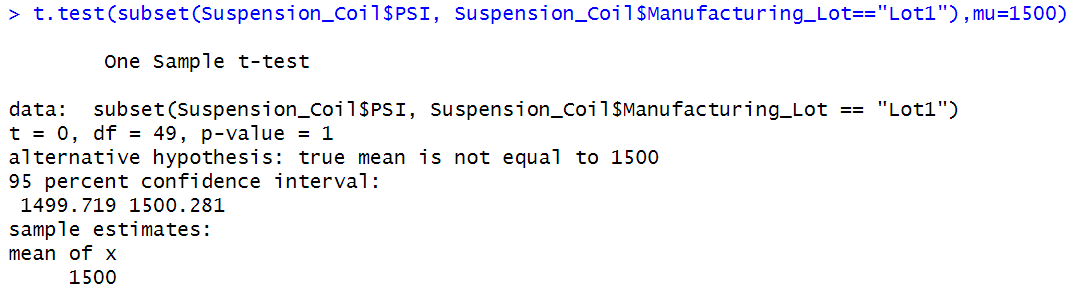 > t.test(subset(Suspension_Coil$PSI, Suspension_Coil$Manufacturing_Lot=="Lot1"),mu=1500)
One Sample t-test
data:  subset(Suspension_Coil$PSI, Suspension_Coil$Manufacturing_Lot == "Lot1")
t = 0, df = 49, p-value = 1
alternative hypothesis: true mean is not equal to 1500
95 percent confidence interval:
1499.719 1500.281
sample estimates:
mean of x
1500